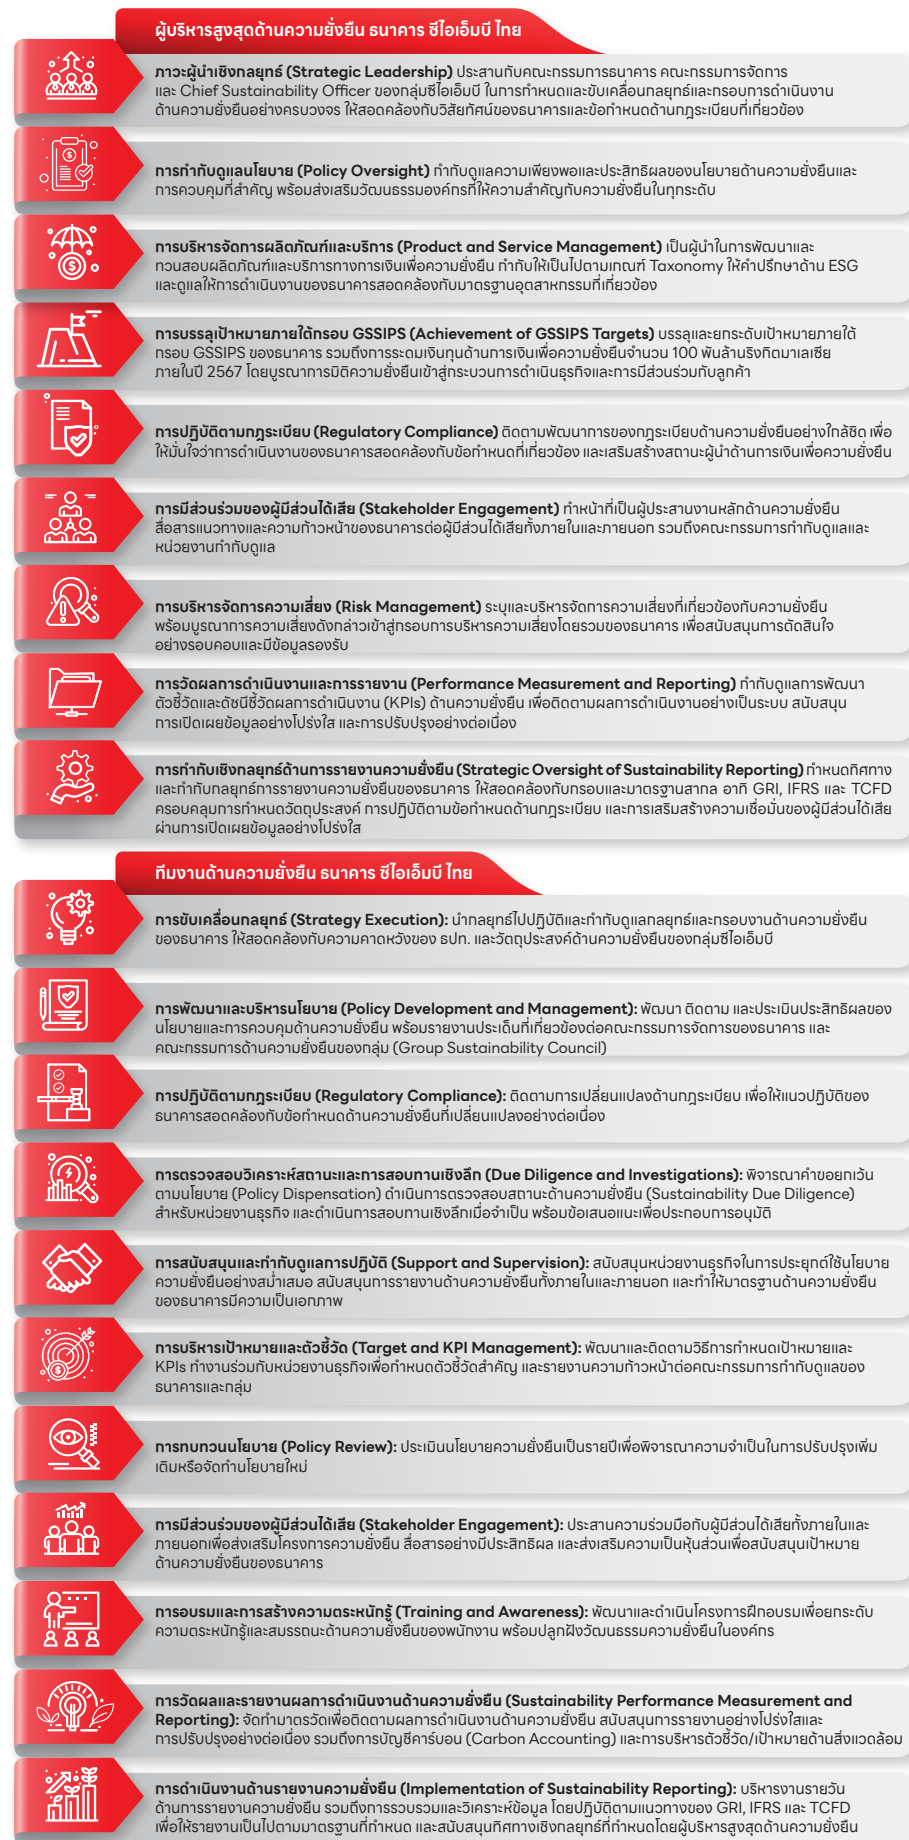 ผู้บริหารสูงสุดด้านความยั่งยืน ธนาคาร ซีไอเอ็มบี ไทย
ภาวะผู้นำเชิงกลยุทธ์ (Strategic Leadership) ประสานกับคณะกรรมการธนาคาร คณะกรรมการจัดการ
และ Chief Sustainability Officer ของกลุ่มซีไอเอ็มบี ในการกำหนดและขับเคลื่อนกลยุทธ์และกรอบการดำเนินงาน
ด้านความยั่งยืนอย่างครบวงจร ให้สอดคล้องกับวิสัยทัศน์ของธนาคารและข้อกำหนดด้านกฎระเบียบที่เกี่ยวข้อง
การกำกับดูแลนโยบาย (Policy Oversight) กำกับดูแลความเพียงพอและประสิทธิผลของนโยบายด้านความยั่งยืนและ
การควบคุมที่สำคัญ พร้อมส่งเสริมวัฒนธรรมองค์กรที่ให้ความสำคัญกับความยั่งยืนในทุกระดับ
การบริหารจัดการผลิตภัณฑ์และบริการ (Product and Service Management) เป็นผู้นำในการพัฒนาและ
ทวนสอบผลิตภัณฑ์และบริการทางการเงินเพื่อความยั่งยืน กำกับให้เป็นไปตามเกณฑ์ Taxonomy ให้คำปรึกษาด้าน ESG
และดูแลให้การดำเนินงานของธนาคารสอดคล้องกับมาตรฐานอุตสาหกรรมที่เกี่ยวข้อง
การบรรลุเป้าหมายภายใต้กรอบ GSSIPS (Achievement of GSSIPS Targets) บรรลุและยกระดับเป้าหมายภายใต้
กรอบ GSSIPS ของธนาคาร รวมถึงการระดมเงินทุนด้านการเงินเพื่อความยั่งยืนจำนวน 100 พันล้านริงกิตมาเลเซีย
ภายในปี 2567 โดยบูรณาการมิติความยั่งยืนเข้าสู่กระบวนการดำเนินธุรกิจและการมีส่วนร่วมกับลูกค้า
การปฏิบัติตามกฎระเบียบ (Regulatory Compliance) ติดตามพัฒนาการของกฎระเบียบด้านความยั่งยืนอย่างใกล้ชิด เพื่อ
ให้มั่นใจว่าการดำเนินงานของธนาคารสอดคล้องกับข้อกำหนดที่เกี่ยวข้อง และเสริมสร้างสถานะผู้นำด้านการเงินเพื่อความยั่งยืน
การมีส่วนร่วมของผู้มีส่วนได้เสีย (Stakeholder Engagement) ทำหน้าที่เป็นผู้ประสานงานหลักด้านความยั่งยืน
สื่อสารแนวทางและความก้าวหน้าของธนาคารต่อผู้มีส่วนได้เสียทั้งภายในและภายนอก รวมถึงคณะกรรมการกำกับดูแลและ
หน่วยงานกำกับดูแล
การบริหารจัดการความเสี่ยง (Risk Management) ระบุและบริหารจัดการความเสี่ยงที่เกี่ยวข้องกับความยั่งยืน
พร้อมบูรณาการความเสี่ยงดังกล่าวเข้าสู่กรอบการบริหารความเสี่ยงโดยรวมของธนาคาร เพื่อสนับสนุนการตัดสินใจ
อย่างรอบคอบและมีข้อมูลรองรับ
การวัดผลการดำเนินงานและการรายงาน (Performance Measurement and Reporting) กำกับดูแลการพัฒนา
ตัวชี้วัดและดัชนีชี้วัดผลการดำเนินงาน (KPIs) ด้านความยั่งยืน เพื่อติดตามผลการดำเนินงานอย่างเป็นระบบ สนับสนุน
การเปิดเผยข้อมูลอย่างโปร่งใส และการปรับปรุงอย่างต่อเนื่อง
การกำกับเชิงกลยุทธ์ด้านการรายงานความยั่งยืน (Strategic Oversight of Sustainability Reporting) กำหนดทิศทาง
และกำกับกลยุทธ์การรายงานความยั่งยืนของธนาคาร ให้สอดคล้องกับกรอบและมาตรฐานสากล อาทิ GRI, IFRS และ TCFD
ครอบคลุมการกำหนดวัตถุประสงค์ การปฏิบัติตามข้อกำหนดด้านกฎระเบียบ และการเสริมสร้างความเชื่อมั่นของผู้มีส่วนได้เสีย
ผ่านการเปิดเผยข้อมูลอย่างโปร่งใส
ทีมงานด้านความยั่งยืน ธนาคาร ซีไอเอ็มบี ไทย
การขับเคลื่อนกลยุทธ์ (Strategy Execution): นำกลยุทธ์ไปปฏิบัติและกำกับดูแลกลยุทธ์และกรอบงานด้านความยั่งยืน
ของธนาคาร ให้สอดคล้องกับความคาดหวังของ ธปท. และวัตถุประสงค์ด้านความยั่งยืนของกลุ่มซีไอเอ็มบี
การพัฒนาและบริหารนโยบาย (Policy Development and Management): พัฒนา ติดตาม และประเมินประสิทธิผลของ
นโยบายและการควบคุมด้านความยั่งยืน พร้อมรายงานประเด็นที่เกี่ยวข้องต่อคณะกรรมการจัดการของธนาคาร และ
คณะกรรมการด้านความยั่งยืนของกลุ่ม (Group Sustainability Council)
การปฏิบัติตามกฎระเบียบ (Regulatory Compliance): ติดตามการเปลี่ยนแปลงด้านกฎระเบียบ เพื่อให้แนวปฏิบัติของ
ธนาคารสอดคล้องกับข้อกำหนดด้านความยั่งยืนที่เปลี่ยนแปลงอย่างต่อเนื่อง
การตรวจสอบวิเคราะห์สถานะและการสอบทานเชิงลึก (Due Diligence and Investigations): พิจารณาคำขอยกเว้น
ตามนโยบาย (Policy Dispensation) ดำเนินการตรวจสอบสถานะด้านความยั่งยืน (Sustainability Due Diligence)
สำหรับหน่วยงานธุรกิจ และดำเนินการสอบทานเชิงลึกเมื่อจำเป็น พร้อมข้อเสนอแนะเพื่อประกอบการอนุมัติ
การสนับสนุนและกำกับดูแลการปฏิบัติ (Support and Supervision): สนับสนุนหน่วยงานธุรกิจในการประยุกต์ใช้นโยบาย
ความยั่งยืนอย่างสม่ำเสมอ สนับสนุนการรายงานด้านความยั่งยืนทั้งภายในและภายนอก และทำให้มาตรฐานด้านความยั่งยืน
ของธนาคารมีความเป็นเอกภาพ
การบริหารเป้าหมายและตัวชี้วัด (Target and KPI Management): พัฒนาและติดตามวิธีการกำหนดเป้าหมายและ
KPIs ทำงานร่วมกับหน่วยงานธุรกิจเพื่อกำหนดตัวชี้วัดสำคัญ และรายงานความก้าวหน้าต่อคณะกรรมการกำกับดูแลของ
ธนาคารและกลุ่ม
การทบทวนนโยบาย (Policy Review): ประเมินนโยบายความยั่งยืนเป็นรายปีเพื่อพิจารณาความจำเป็นในการปรับปรุงเพิ่ม
เติมหรือจัดทำนโยบายใหม่
การมีส่วนร่วมของผู้มีส่วนได้เสีย (Stakeholder Engagement): ประสานความร่วมมือกับผู้มีส่วนได้เสียทั้งภายในและ
ภายนอกเพื่อส่งเสริมโครงการความยั่งยืน สื่อสารอย่างมีประสิทธิผล และส่งเสริมความเป็นหุ้นส่วนเพื่อสนับสนุนเป้าหมาย
ด้านความยั่งยืนของธนาคาร
การอบรมและการสร้างความตระหนักรู้ (Training and Awareness): พัฒนาและดำเนินโครงการฝึกอบรมเพื่อยกระดับ
ความตระหนักรู้และสมรรถนะด้านความยั่งยืนของพนักงาน พร้อมปลูกฝังวัฒนธรรมความยั่งยืนในองค์กร
การวัดผลและรายงานผลการดำเนินงานด้านความยั่งยืน (Sustainability Performance Measurement and
Reporting): จัดทำมาตรวัดเพื่อติดตามผลการดำเนินงานด้านความยั่งยืน สนับสนุนการรายงานอย่างโปร่งใสและ
การปรับปรุงอย่างต่อเนื่อง รวมถึงการบัญชีคาร์บอน (Carbon Accounting) และการบริหารตัวชี้วัด/เป้าหมายด้านสิ่งแวดล้อม
การดำเนินงานด้านรายงานความยั่งยืน (Implementation of Sustainability Reporting): บริหารงานรายวัน
ด้านการรายงานความยั่งยืน รวมถึงการรวบรวมและวิเคราะห์ข้อมูล โดยปฏิบัติตามแนวทางของ GRI, IFRS และ TCFD
เพื่อให้รายงานเป็นไปตามมาตรฐานที่กำหนด และสนับสนุนทิศทางเชิงกลยุทธ์ที่กำหนดโดยผู้บริหารสูงสุดด้านความยั่งยืน